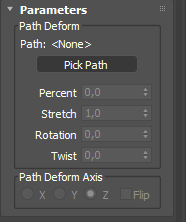 Parameters
Path Deform
Path: <None>
Pick Path
Percent 0,0
Stretch 1,0
Rotation 0,0
Twist 0,0
Path Deform Axis
X Y Z Flip